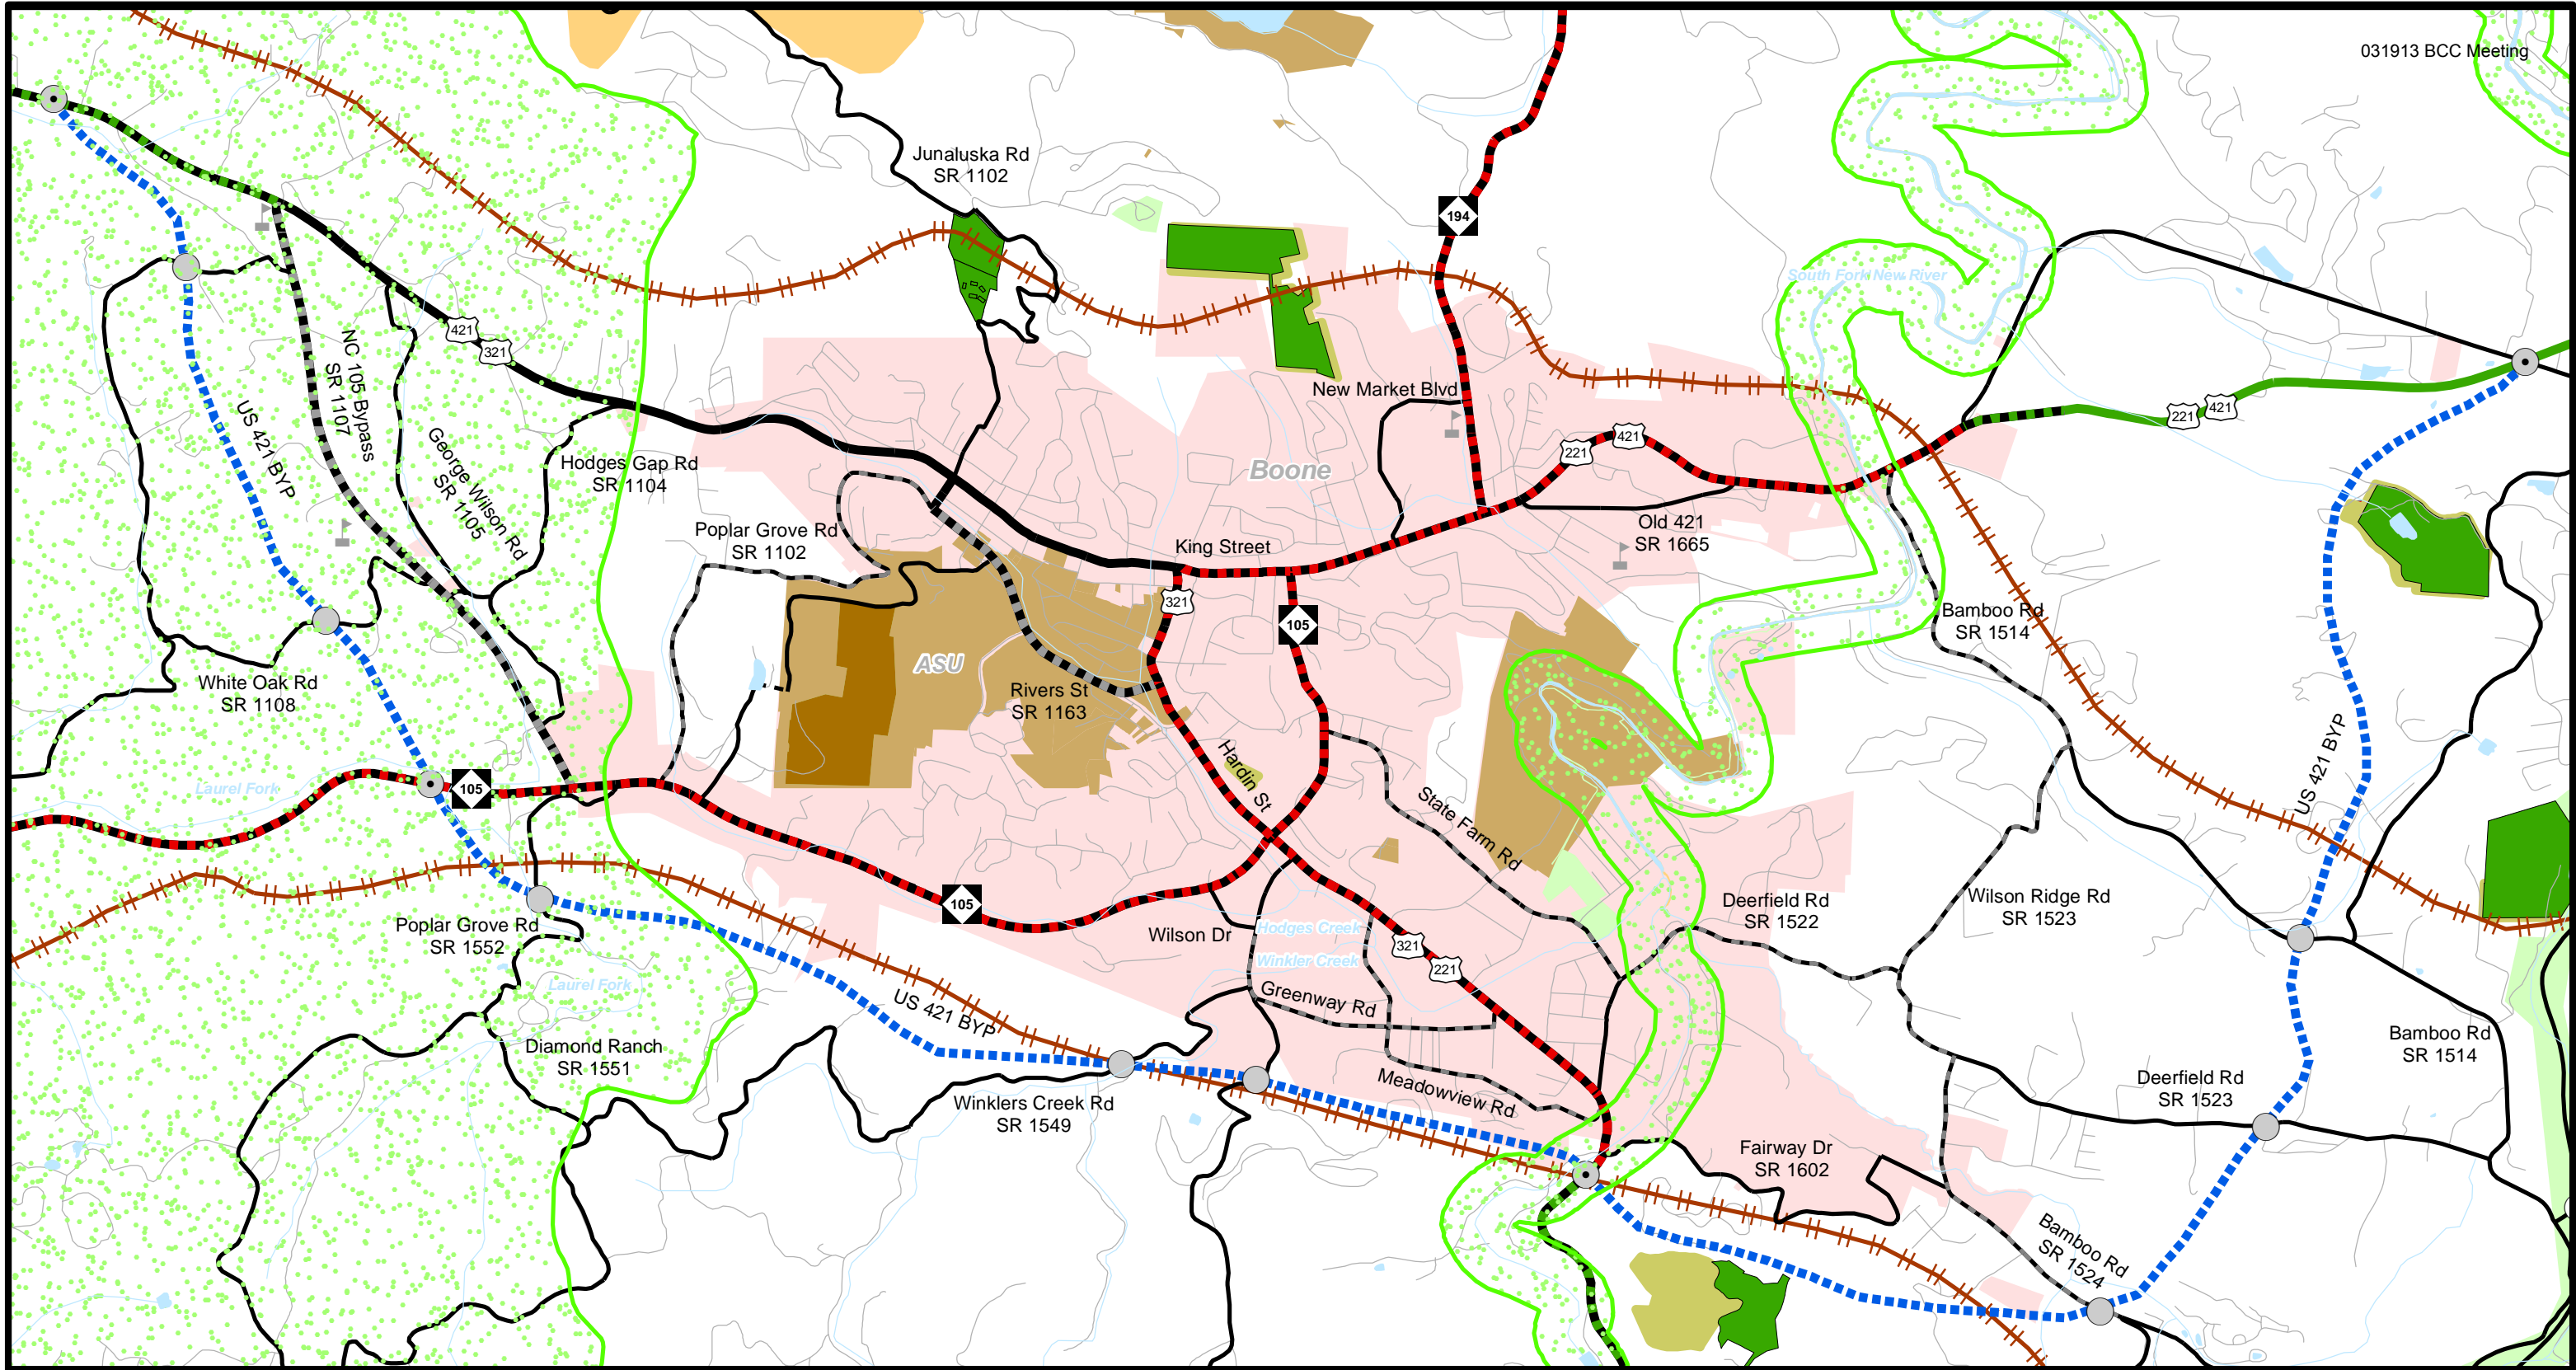 031913 BCC Meeting
Junaluska Rd
SR 1102
194
South Fork New River
421
321
NC 105 Bypass
SR 1107
US 421 BYP
George Wilson Rd
SR 1105
Hodges Gap Rd
SR 1104
New Market Blvd
221
421
221
421
Boone
Poplar Grove Rd
SR 1102
King Street
Old 421
SR 1665
321
105
Bamboo Rd
SR 1514
ASU
White Oak Rd
SR 1108
Rivers St
SR 1163
Laurel Fork
105
Hardin St
State Farm Rd
US 421 BYP
105
Poplar Grove Rd
SR 1552
Wilson Dr
Hodges Creek
Winkler Creek
321
221
Deerfield Rd
SR 1522
Wilson Ridge Rd
SR 1523
Laurel Fork
US 421 BYP
Greenway Rd
Diamond Ranch
SR 1551
Bamboo Rd
SR 1514
Winklers Creek Rd
SR 1549
Meadowview Rd
Deerfield Rd
SR 1523
Fairway Dr
SR 1602
Bamboo Rd
SR 1524